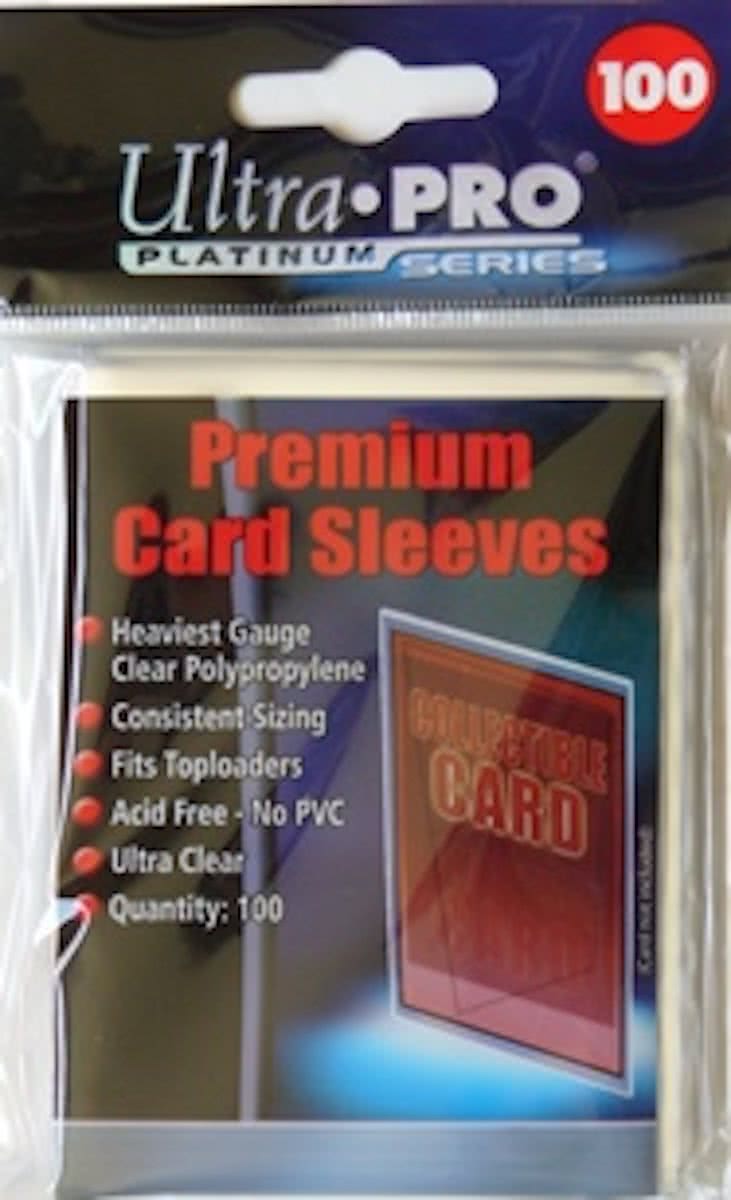 100
Ultra•PRO®
PLATINUM SERIES
Premium
Card Sleeves
Heaviest Gauge
Clear Polypropylene
Consistent Sizing
Fits Toploaders
Acid Free - No PVC
Ultra Clear
Quantity: 100
COLLECTIBLE
CARD
(Card not included)